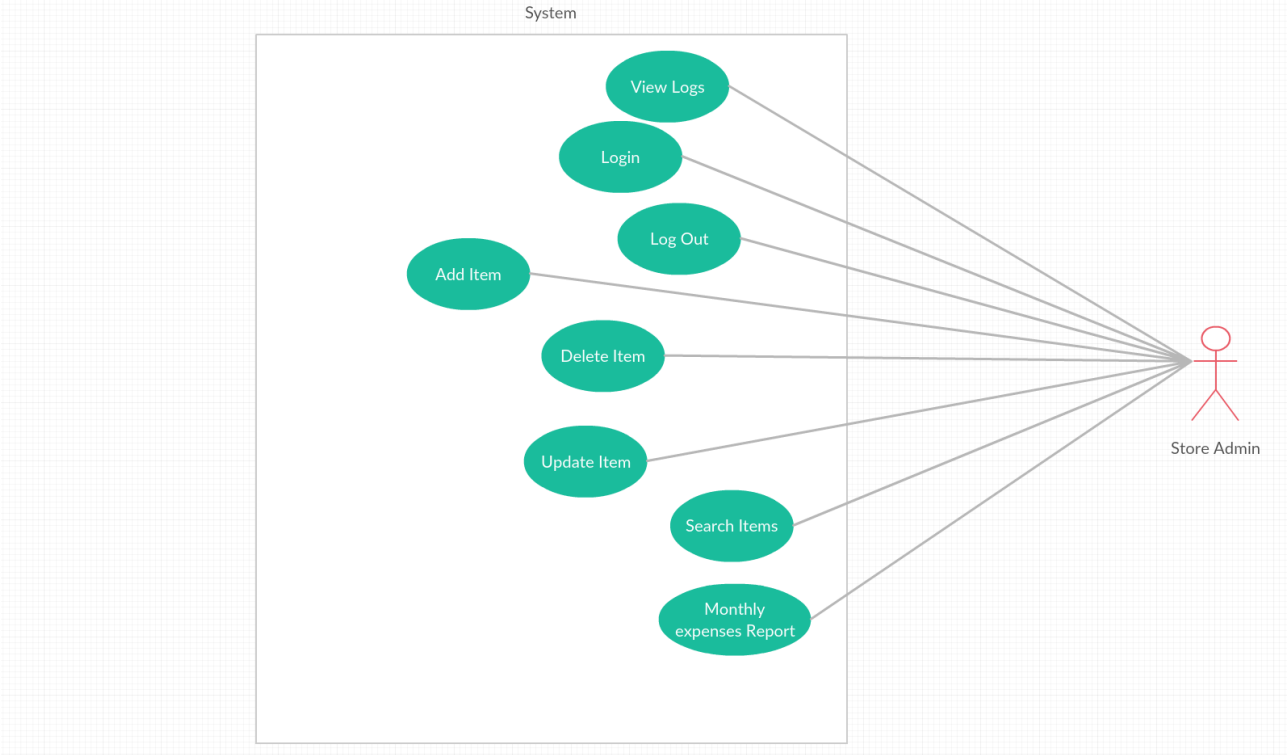 System
View Logs
Login
Log Out
Add Item
Delete Item
Update Item
Store Admin
Search Items
Monthly
expenses Report